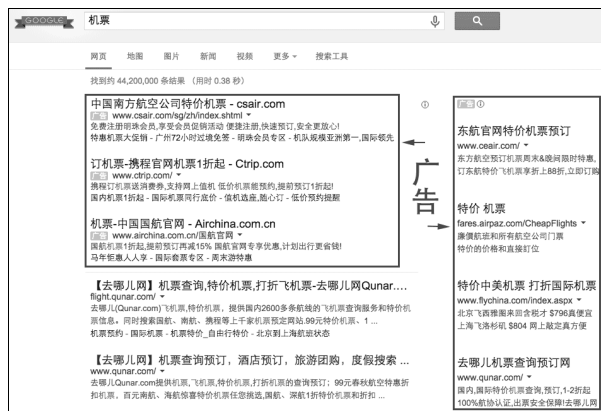 GOOGLE
机票
网页 地图 图片 新闻 视频 更多 搜索工具
找到约 44,200,000 条结果 （用时 0.38 秒）
中国南方航空公司特价机票 - csair.com
广告 www.csair.com/sg/zh/index.shtml
免费注册明珠会员,享受会员促销活动 便捷注册,快速预订,安全更放心!
特惠机票大促销 - 广州72小时过境免签 - 明珠会员专区 - 机队规模亚洲第一,国际领先
订机票-携程官网机票1折起 - Ctrip.com
广告 www.ctrip.com/
携程订机票送消费券,支持网上值机 低价机票能预约,提前预订1折起!
国内机票1折起 - 国际机票同行底价 - 值机选座,随心订 - 低价预约提醒
机票-中国国航官网 - Airchina.com.cn
广告 www.airchina.com.cn/国航官网
国航机票1折起,提前预订再减15% 国航官网专享优惠,计划出行更省钱!
马年钜惠人人享 - 国际套票专区 - 周末游特惠
【去哪儿网】机票查询,特价机票,打折飞机票-去哪儿网Qunar....
flight.qunar.com/
去哪儿(Qunar.com)飞机票,特价机票，提供国内2600多条航线的飞机票查询服务和特价机
票信息。同时搜索国航、南航、携程等上千家机票预定网站.99元特价机票、1 ...
机票预约 - 国际机票 - 机票特价_自由行特价 - 北京到上海航班状态
【去哪儿网】机票查询预订，酒店预订，旅游团购，度假搜索 ...
www.qunar.com/
去哪儿(Qunar.com)提供机票,飞机票,特价机票,打折机票的查询预订；99元春秋航空特惠折
扣机票，百元南航、海航惊喜特价机票任您挑选,国航、深航1折特价机票和折扣 ...
广告
广告
东航官网特价机票预订
www.ceair.com/
东方航空预订机票周末&晚间限时特惠,
订东航特价飞机票享折上88折,立即订购
特价 机票
fares.airpaz.com/CheapFlights
廉價航班和所有航空公司门票
特价的价格和直接訂位
特价中美机票 打折国际机票
www.flychina.com/index.aspx
北京飞西雅图来回含税才 $796真便宜
上海飞洛杉矶 $804 网上敲定真方便
去哪儿机票查询预订网
www.qunar.com/
国内,国际特价机票查询,预订,1-2折起
100%航协认证,出票安全保障!去哪儿网